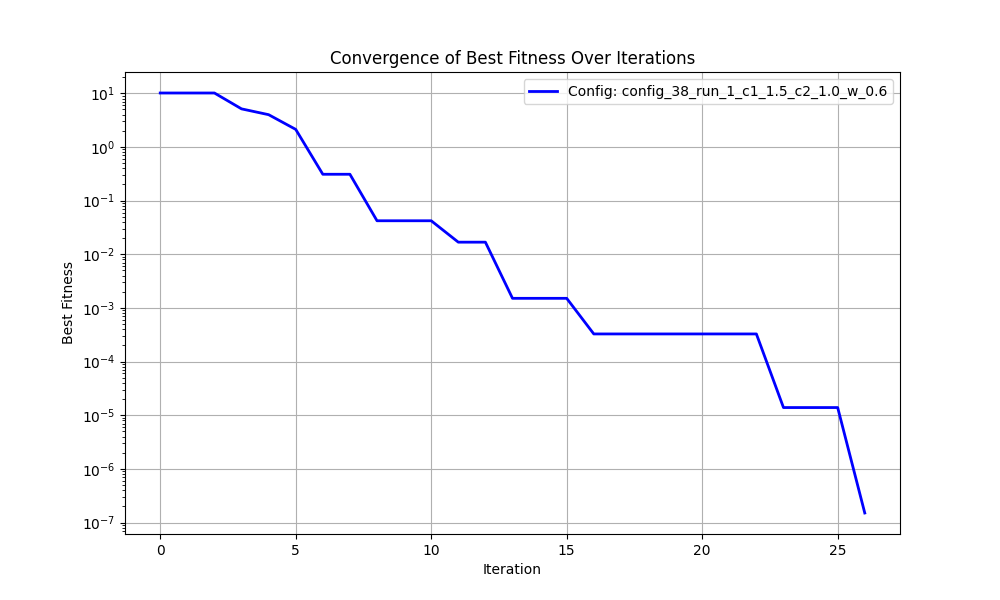 Convergence of Best Fitness Over Iterations
Config: config_38_run_1_c1_1.5_c2_1.0_w_0.6
Best Fitness
10¹
10⁰
10⁻¹
10⁻²
10⁻³
10⁻⁴
10⁻⁵
10⁻⁶
10⁻⁷
0 5 10 15 20 25
Iteration